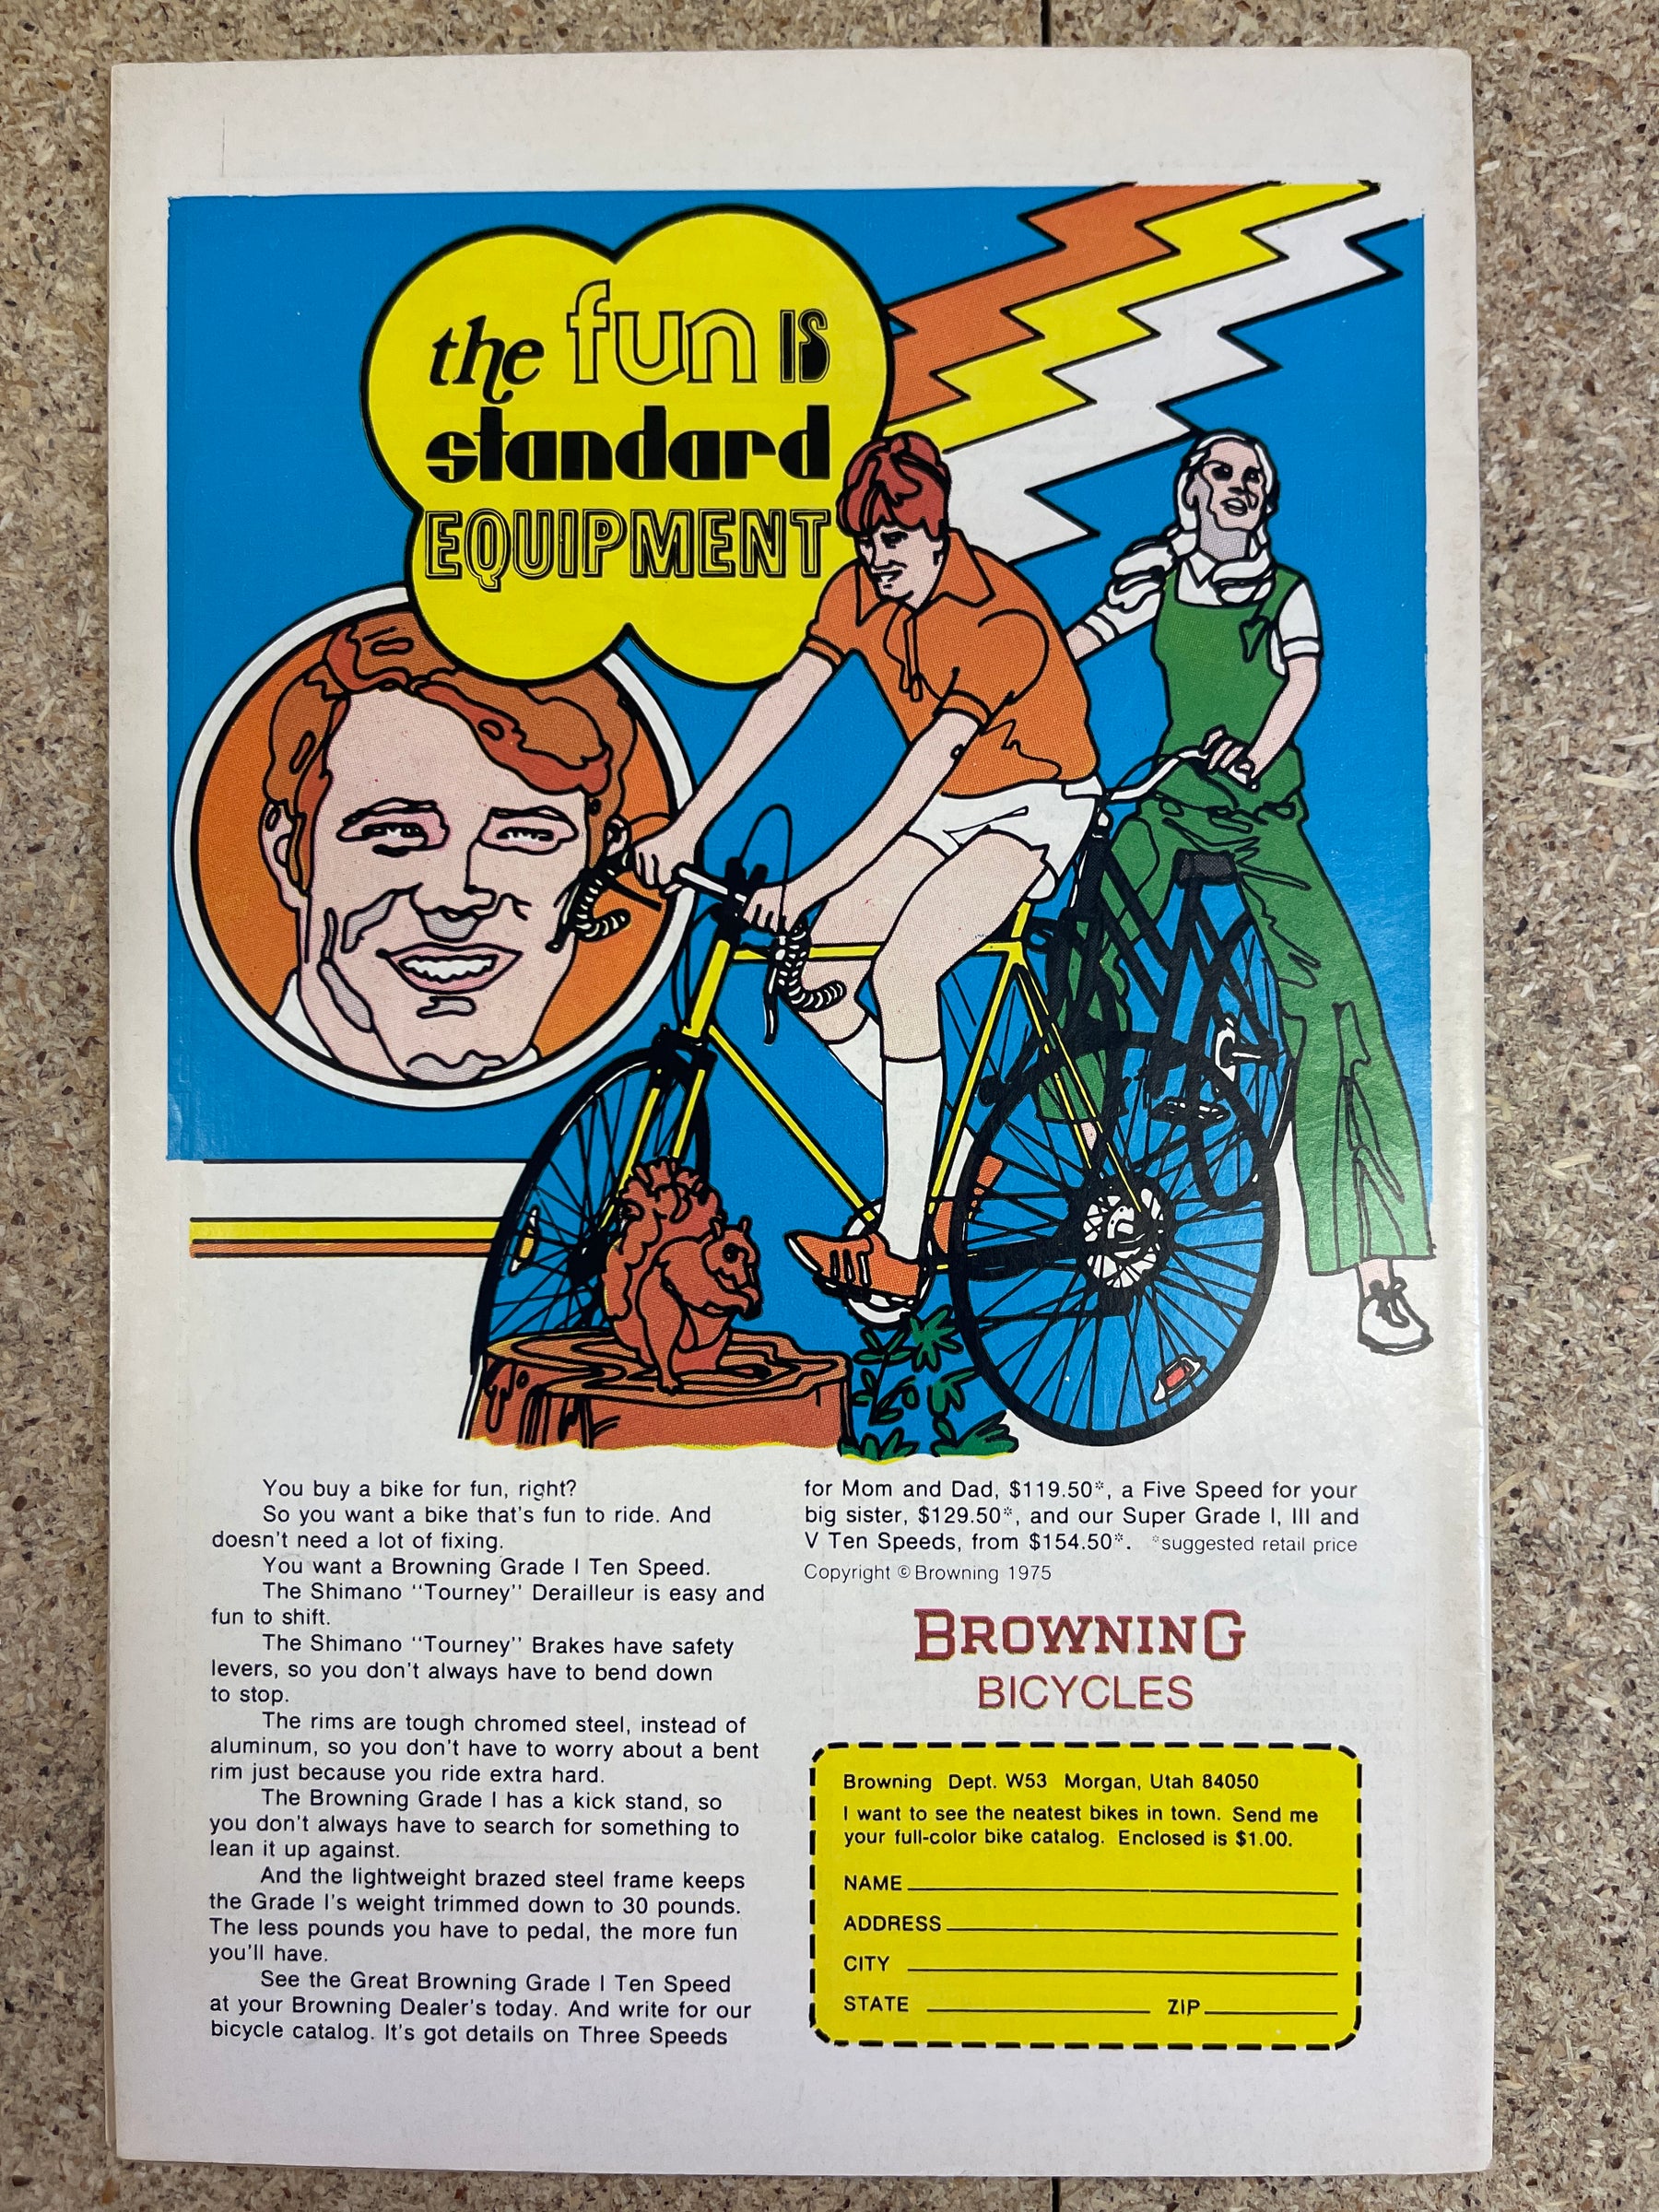 the fun IS
standard
EQUIPMENT
You buy a bike for fun, right?
So you want a bike that's fun to ride. And
doesn't need a lot of fixing.
You want a Browning Grade I Ten Speed.
The Shimano "Tourney" Derailleur is easy and
fun to shift.
The Shimano "Tourney" Brakes have safety
levers, so you don't always have to bend down
to stop.
The rims are tough chromed steel, instead of
aluminum, so you don't have to worry about a bent
rim just because you ride extra hard.
The Browning Grade I has a kick stand, so
you don't always have to search for something to
lean it up against.
And the lightweight brazed steel frame keeps
the Grade I's weight trimmed down to 30 pounds.
The less pounds you have to pedal, the more fun
you'll have.
See the Great Browning Grade I Ten Speed
at your Browning Dealer's today. And write for our
bicycle catalog. It's got details on Three Speeds
for Mom and Dad, $119.50*, a Five Speed for your
big sister, $129.50*, and our Super Grade I, III and
V Ten Speeds, from $154.50*. *suggested retail price
Copyright © Browning 1975
BROWNING
BICYCLES
Browning Dept. W53 Morgan, Utah 84050
I want to see the neatest bikes in town. Send me
your full-color bike catalog. Enclosed is $1.00.
NAME
ADDRESS
CITY
STATE ZIP